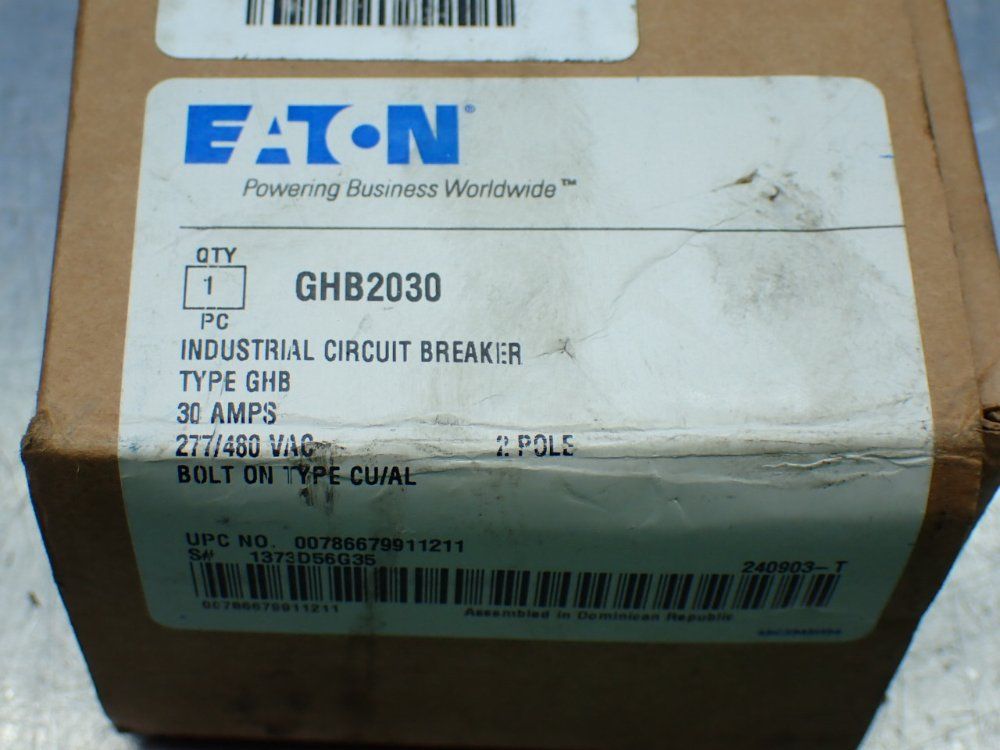 EATON®
Powering Business Worldwide™
QTY
1
PC
GHB2030
INDUSTRIAL CIRCUIT BREAKER
TYPE GHB
30 AMPS
277/480 VAC 2 POLE
BOLT ON TYPE CU/AL
UPC NO. 00786679911211
S# 1373D56G35
240903-T
00786679911211
Assembled in Dominican Republic